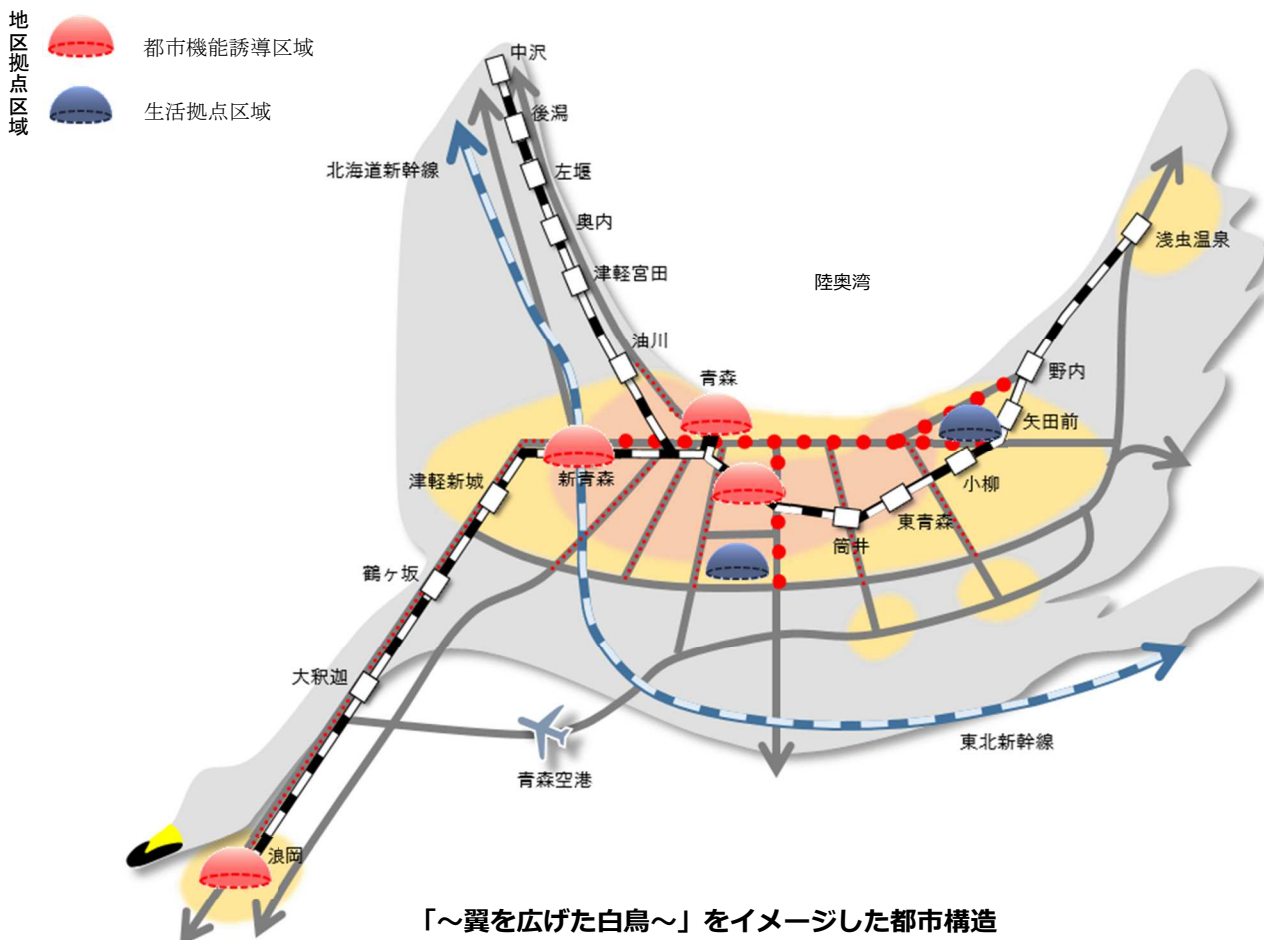 地区拠点区域
都市機能誘導区域
生活拠点区域
中沢
後潟
北海道新幹線
左堰
奥内
浅虫温泉
津軽宮田
陸奥湾
油川
野内
青森
矢田前
津軽新城
新青森
小柳
東青森
筒井
鶴ヶ坂
大釈迦
東北新幹線
青森空港
浪岡
「～翼を広げた白鳥～」をイメージした都市構造